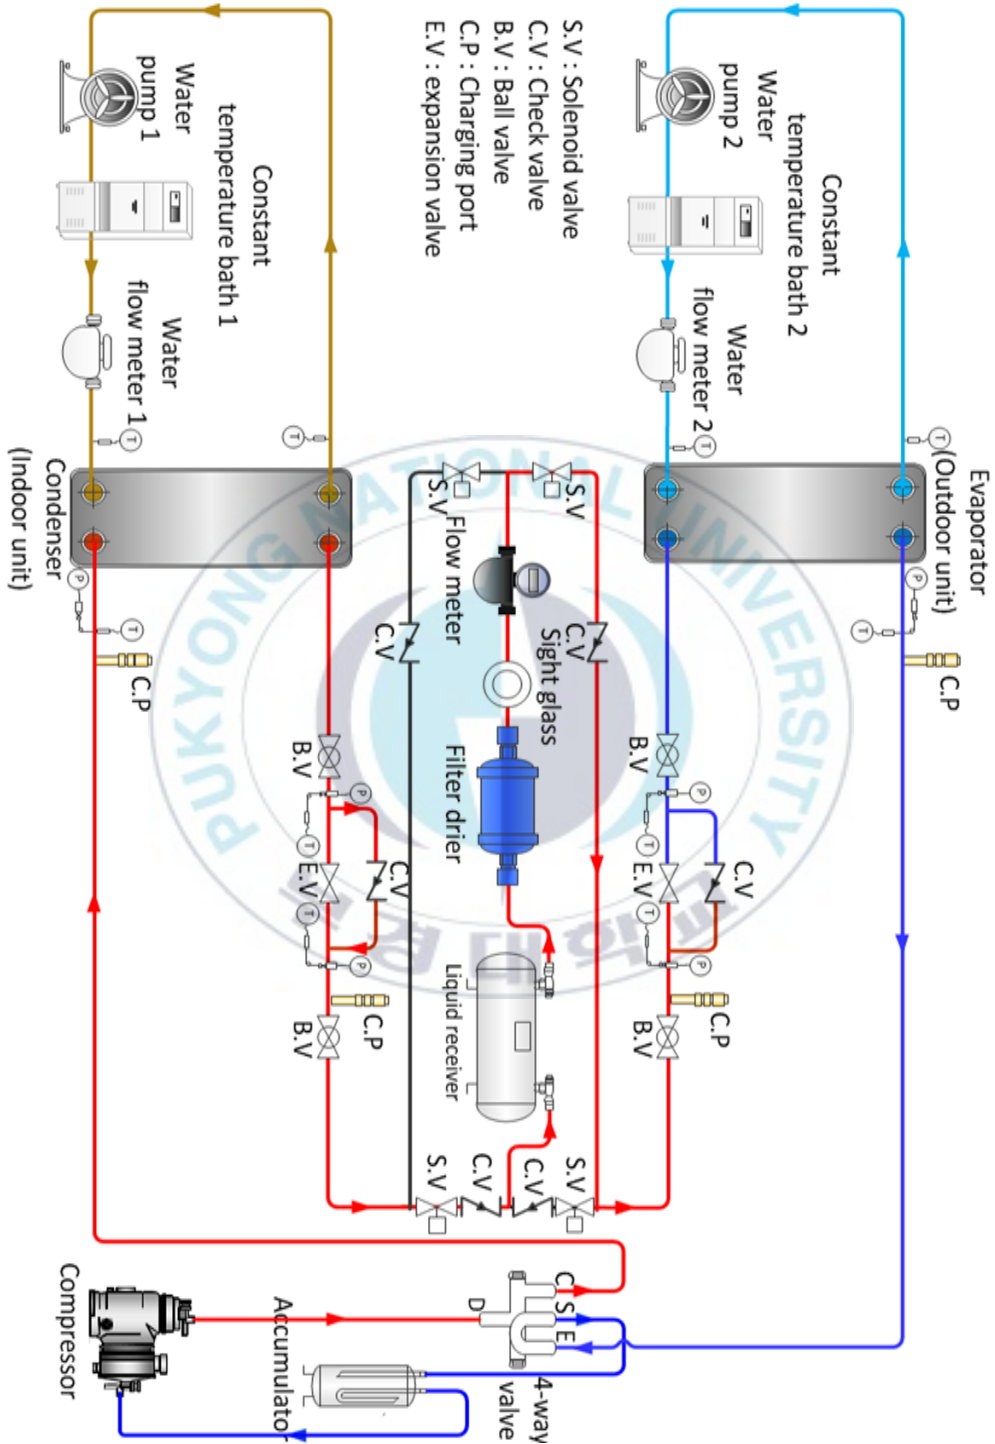 S.V : Solenoid valve
C.V : Check valve
B.V : Ball valve
C.P : Charging port
E.V : expansion valve
Water
pump 1
Constant
temperature bath 1
Water
flow meter 1
Condenser
(Indoor unit)
Water
pump 2
Constant
temperature bath 2
Water
flow meter 2
Evaporator
(Outdoor unit)
T
T
T
T
P
T
P
T
C.P
C.P
S.V
S.V
Flow meter
C.V
C.V
Sight glass
Filter drier
Liquid receiver
B.V
P
T
E.V
C.V
T
P
C.P
B.V
B.V
P
T
E.V
C.V
T
P
C.P
B.V
S.V
C.V
C.V
S.V
C
S
E
D
4-way
valve
Accumulator
Compressor
PUKYONG NATIONAL UNIVERSITY